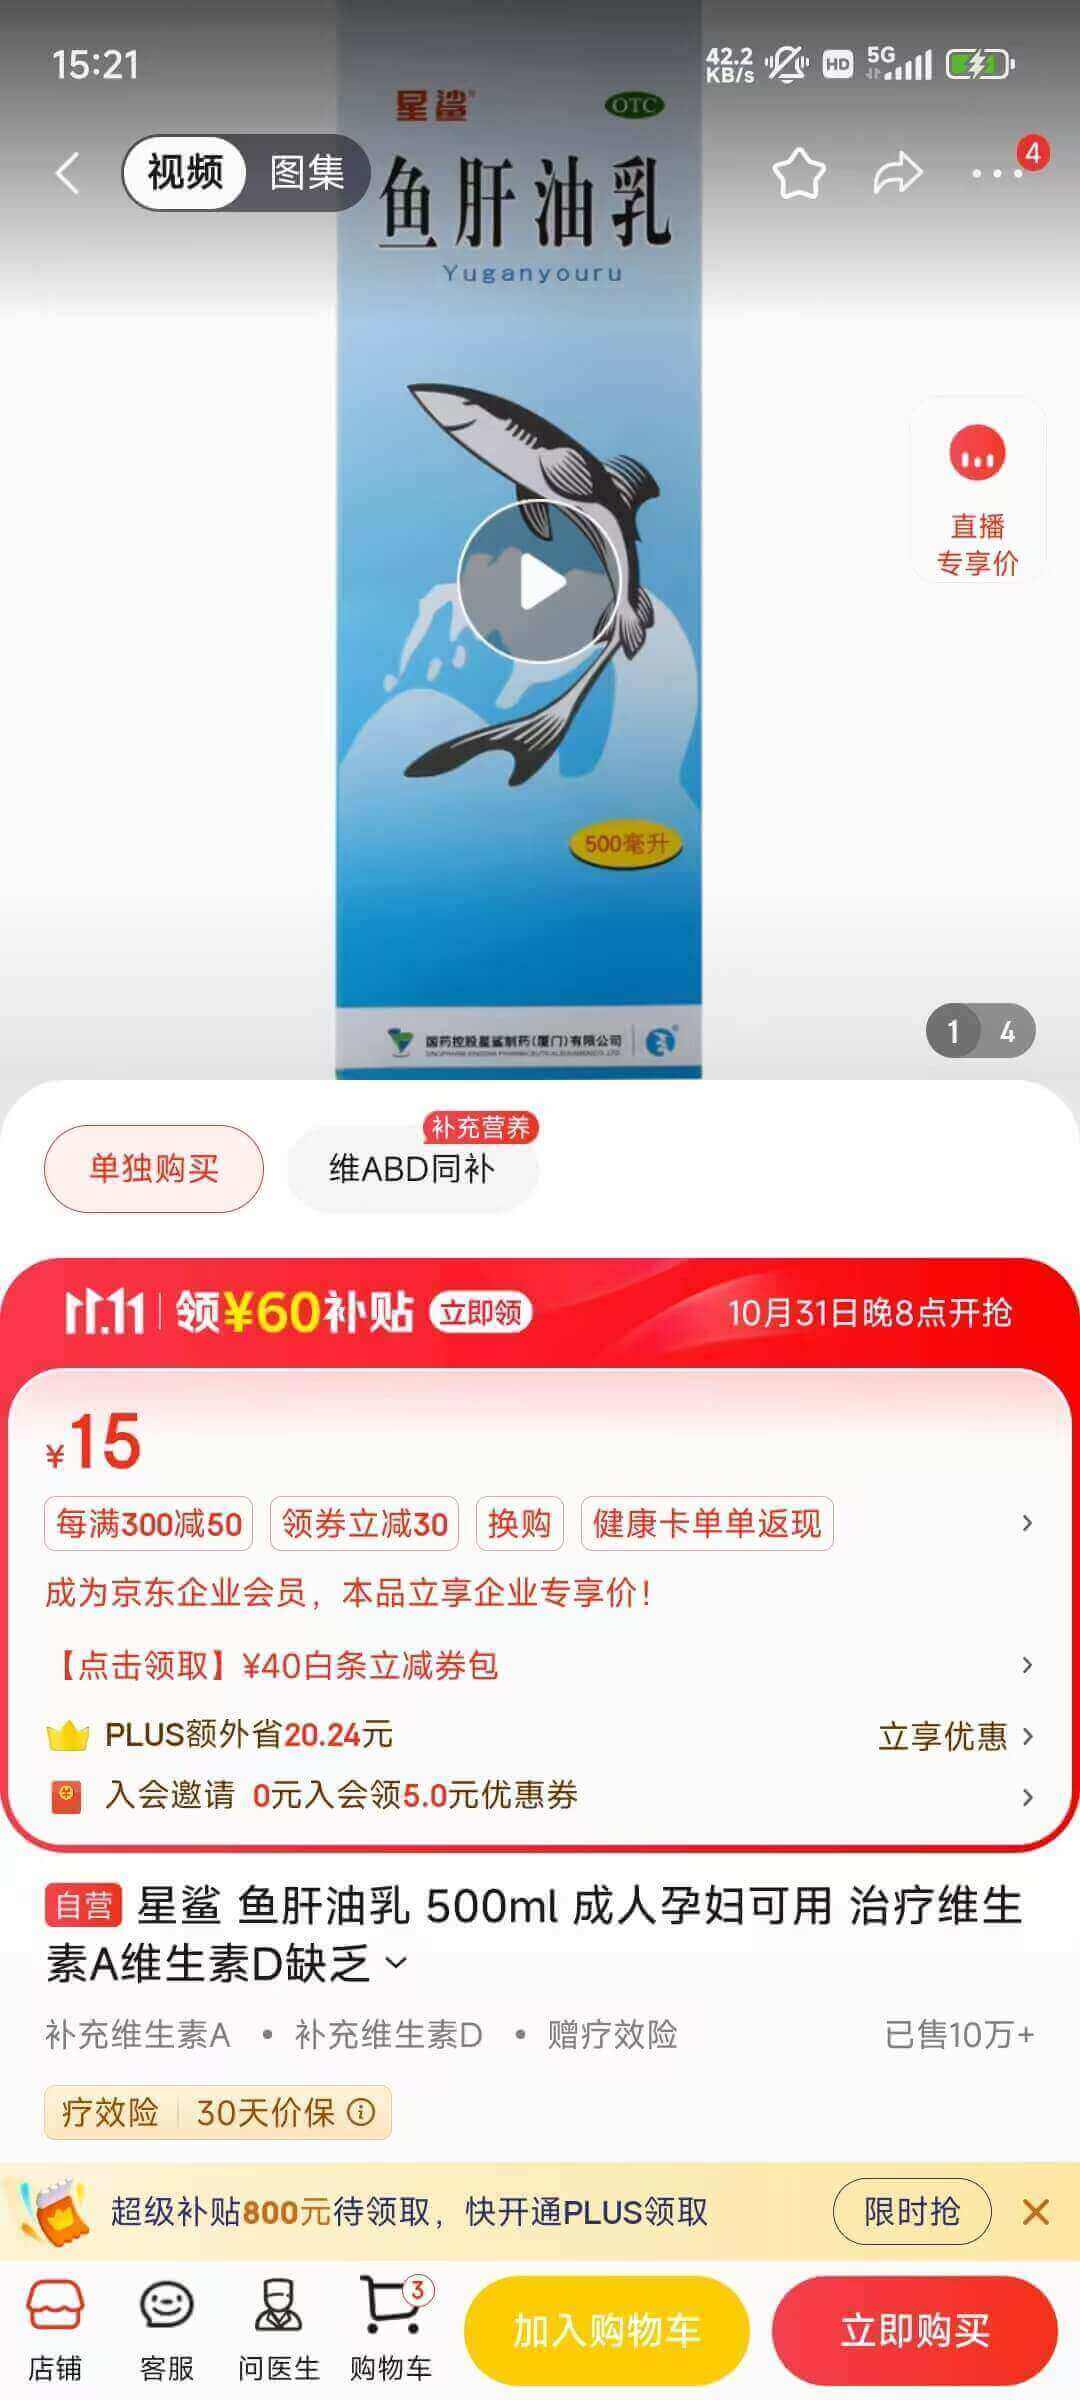 15:21
42.2
KB/s
HD
5G
星鲨
OTC
视频
图集
4
鱼肝油乳
Yuganyouru
直播
专享价
500毫升
国药控股星鲨制药(厦门)有限公司
1
4
补充营养
单独购买
维ABD同补
11.11
领¥60补贴
立即领
10月31日晚8点开抢
¥15
每满300减50
领券立减30
换购
健康卡单单返现
成为京东企业会员，本品立享企业专享价！
【点击领取】¥40白条立减券包
PLUS额外省20.24元
立享优惠
入会邀请 0元入会领5.0元优惠券
自营 星鲨 鱼肝油乳 500ml 成人孕妇可用 治疗维生
素A维生素D缺乏
补充维生素A • 补充维生素D • 赠疗效险
已售10万+
疗效险
30天价保
超级补贴800元待领取，快开通PLUS领取
限时抢
3
店铺
客服
问医生
购物车
加入购物车
立即购买